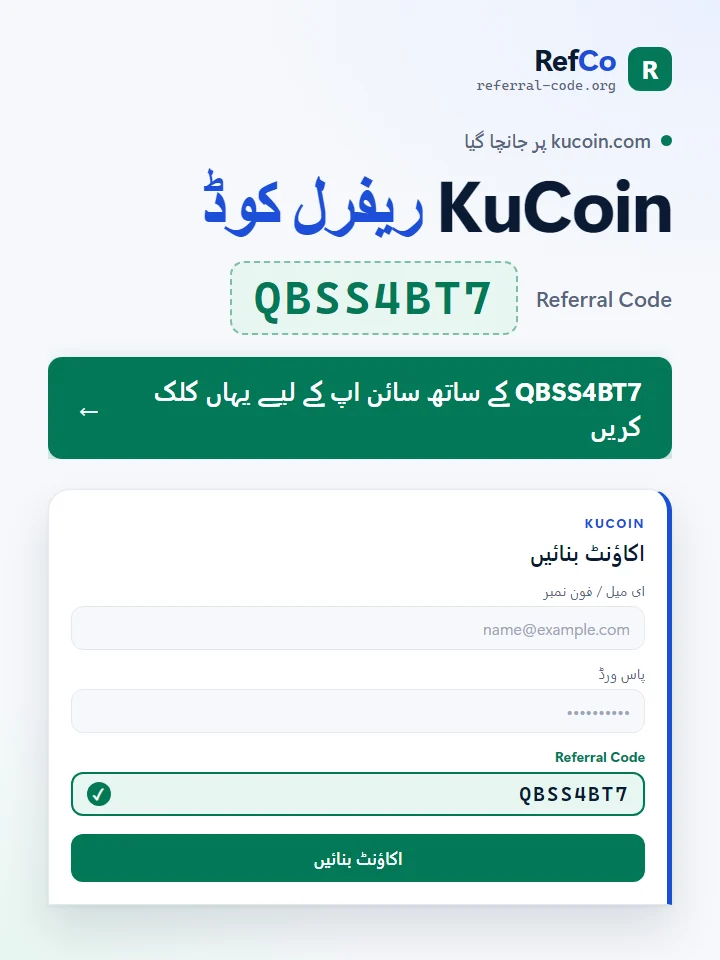 R
RefCo
referral-code.org
kucoin.com پر جانچا گیا
KuCoin ریفرل کوڈ
Referral Code
QBSS4BT7
QBSS4BT7 کے ساتھ سائن اپ کے لیے یہاں کلک
کریں
←
KUCOIN
اکاؤنٹ بنائیں
ای میل / فون نمبر
name@example.com
پاس ورڈ
••••••••••
Referral Code
QBSS4BT7
اکاؤنٹ بنائیں